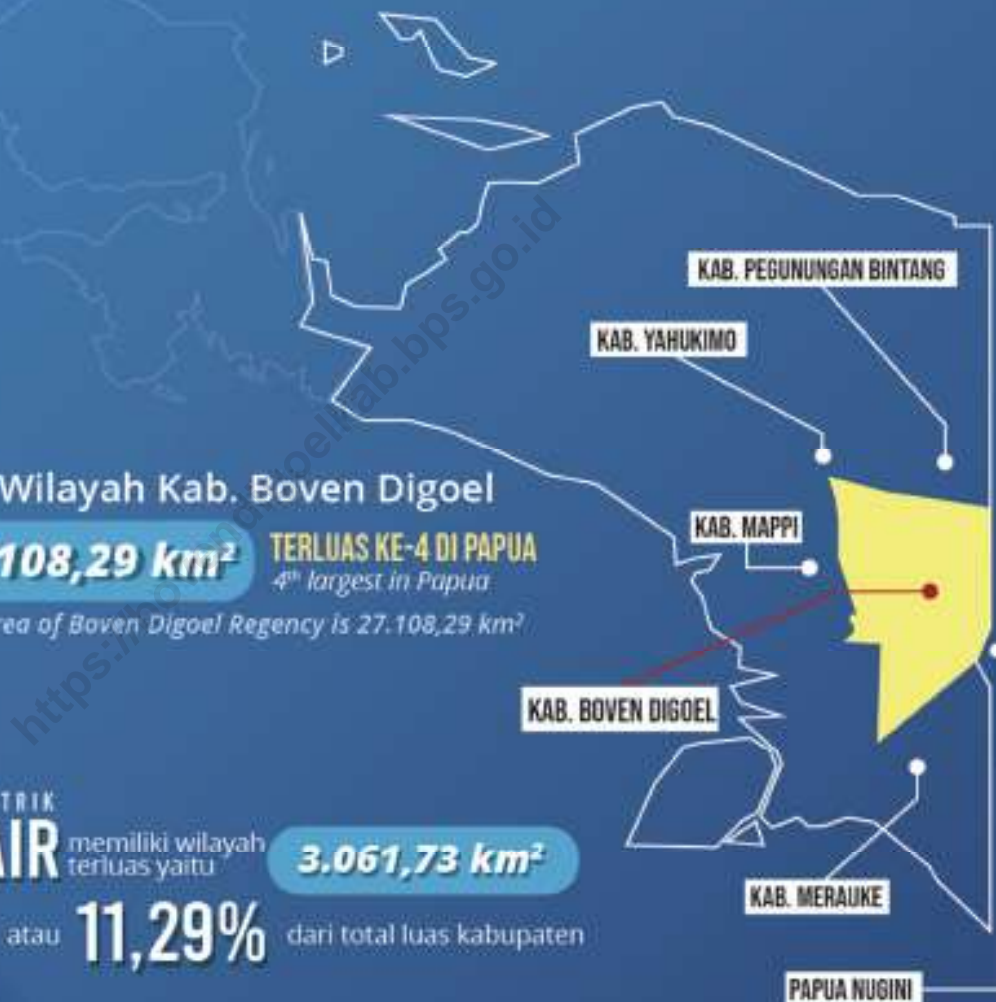 KAB. PEGUNUNGAN BINTANG
KAB. YAHUKIMO
Wilayah Kab. Boven Digoel
108,29 km²
TERLUAS KE-4 DI PAPUA
4th largest in Papua
rea of Boven Digoel Regency is 27.108,29 km²
KAB. MAPPI
KAB. BOVEN DIGOEL
TRIK
AIR
memiliki wilayah
terluas yaitu
3.061,73 km²
atau 11,29% dari total luas kabupaten
KAB. MERAUKE
PAPUA NUGINI